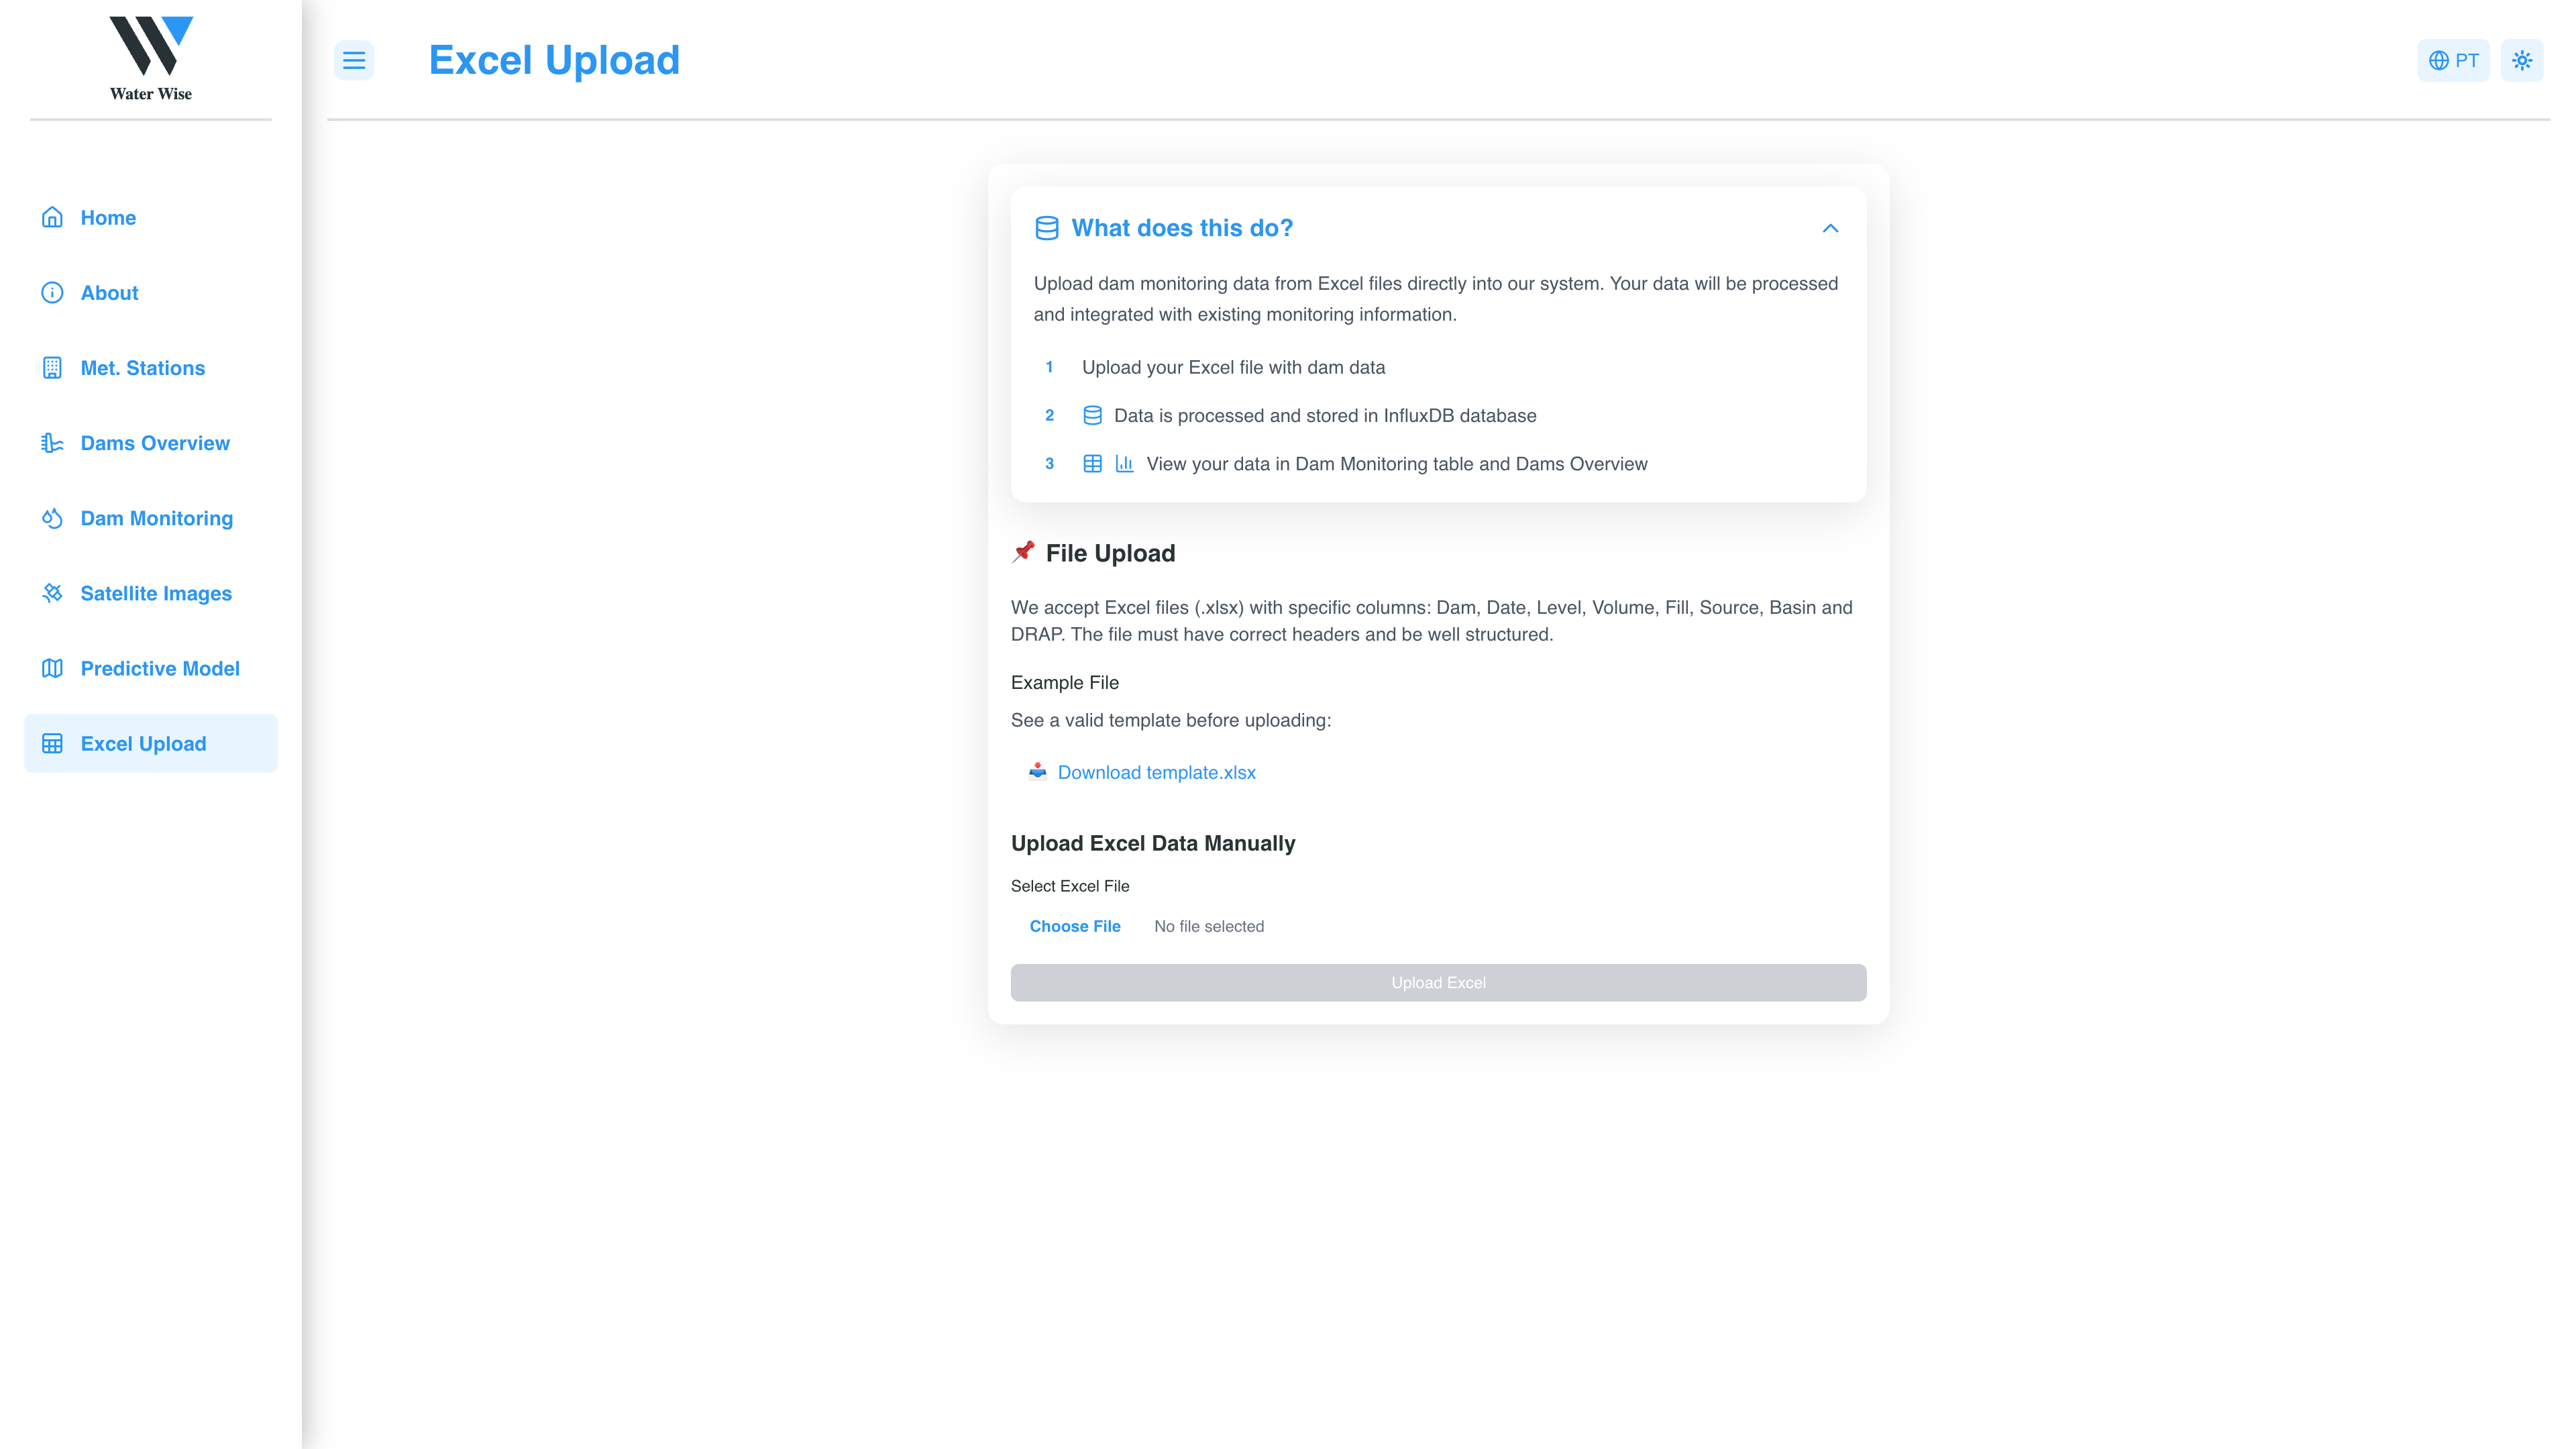 Water Wise
Home
About
Met. Stations
Dams Overview
Dam Monitoring
Satellite Images
Predictive Model
Excel Upload
Excel Upload
PT
What does this do?
Upload dam monitoring data from Excel files directly into our system. Your data will be processed
and integrated with existing monitoring information.
1 Upload your Excel file with dam data
2 Data is processed and stored in InfluxDB database
3 View your data in Dam Monitoring table and Dams Overview
File Upload
We accept Excel files (.xlsx) with specific columns: Dam, Date, Level, Volume, Fill, Source, Basin and
DRAP. The file must have correct headers and be well structured.
Example File
See a valid template before uploading:
Download template.xlsx
Upload Excel Data Manually
Select Excel File
Choose File No file selected
Upload Excel